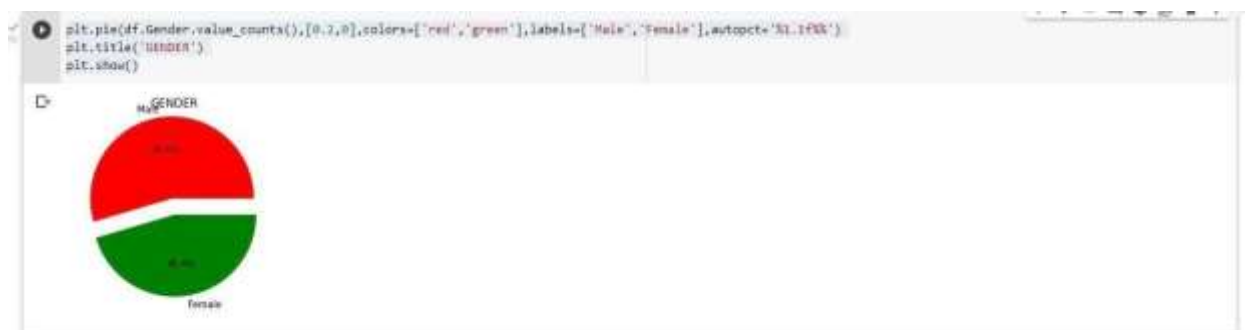 plt.pie(df.Gender.value_counts(),[0.2,0],colors=['red','green'],labels=['Male','Female'],autopct='%1.1f%%')
plt.title('GENDER')
plt.show()
GENDER
Male
Female